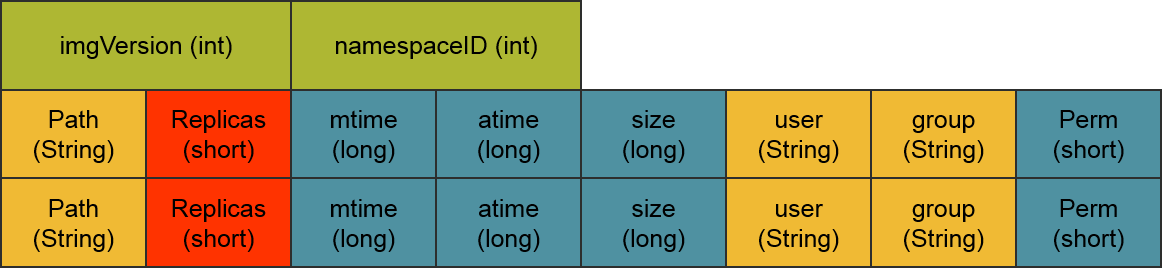 imgVersion (int) namespaceID (int)
Path Replicas mtime atime size user group Perm
(String) (short) (long) (long) (long) (String) (String) (short)
Path Replicas mtime atime size user group Perm
(String) (short) (long) (long) (long) (String) (String) (short)